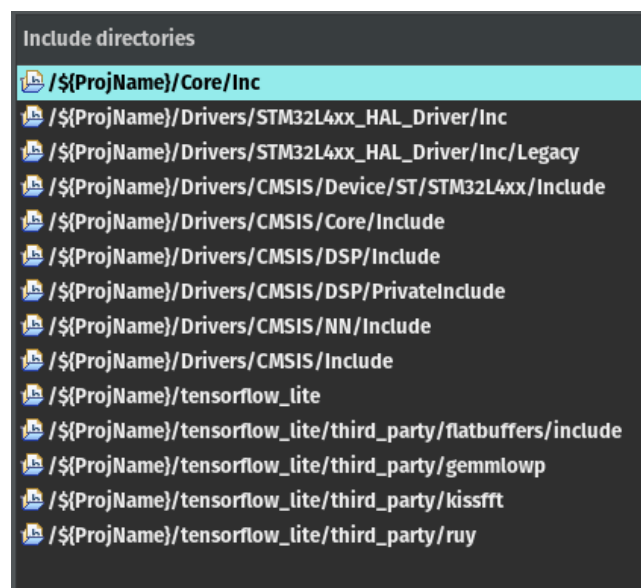 Include directories
/${ProjName}/Core/Inc
/${ProjName}/Drivers/STM32L4xx_HAL_Driver/Inc
/${ProjName}/Drivers/STM32L4xx_HAL_Driver/Inc/Legacy
/${ProjName}/Drivers/CMSIS/Device/ST/STM32L4xx/Include
/${ProjName}/Drivers/CMSIS/Core/Include
/${ProjName}/Drivers/CMSIS/DSP/Include
/${ProjName}/Drivers/CMSIS/DSP/PrivateInclude
/${ProjName}/Drivers/CMSIS/NN/Include
/${ProjName}/Drivers/CMSIS/Include
/${ProjName}/tensorflow_lite
/${ProjName}/tensorflow_lite/third_party/flatbuffers/include
/${ProjName}/tensorflow_lite/third_party/gemmlowp
/${ProjName}/tensorflow_lite/third_party/kissfft
/${ProjName}/tensorflow_lite/third_party/ruy